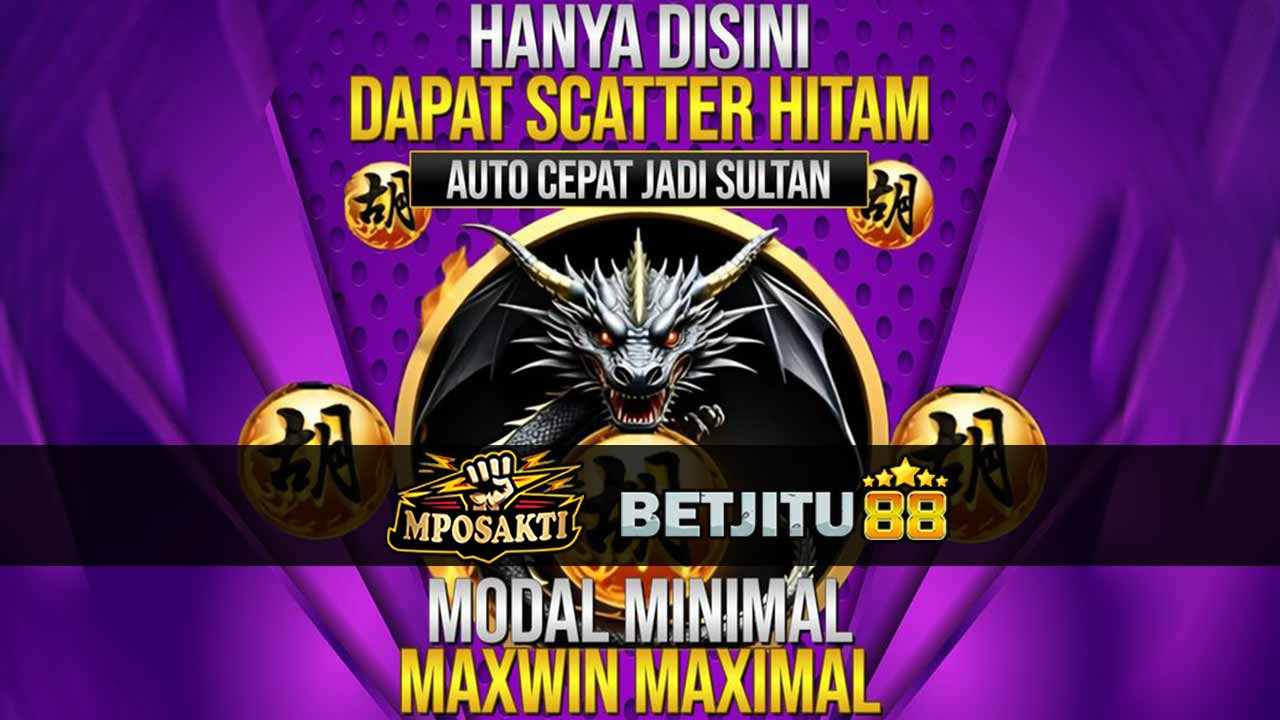 HANYA DISINI
DAPAT SCATTER HITAM
AUTO CEPAT JADI SULTAN
胡 胡
胡 胡 胡
MPOSAKTI BETJITU88
MODAL MINIMAL
MAXWIN MAXIMAL